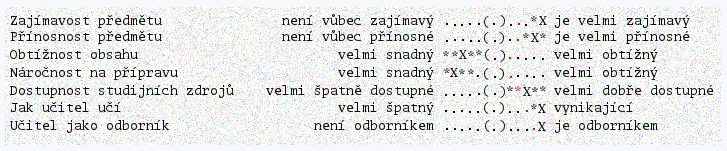 Zajímavost předmětu není vůbec zajímavý .....(.)...*X je velmi zajímavý
Přínosnost předmětu není vůbec přínosné .....(.)..*X* je velmi přínosné
Obtížnost obsahu velmi snadný **X**(.)..... velmi obtížný
Náročnost na přípravu velmi snadný *X**.(.)..... velmi obtížný
Dostupnost studijních zdrojů velmi špatně dostupné .....(.)**X** velmi dobře dostupné
Jak učitel učí velmi špatný .....(.)...*X vynikající
Učitel jako odborník není odborníkem .....(.)....X je odborníkem